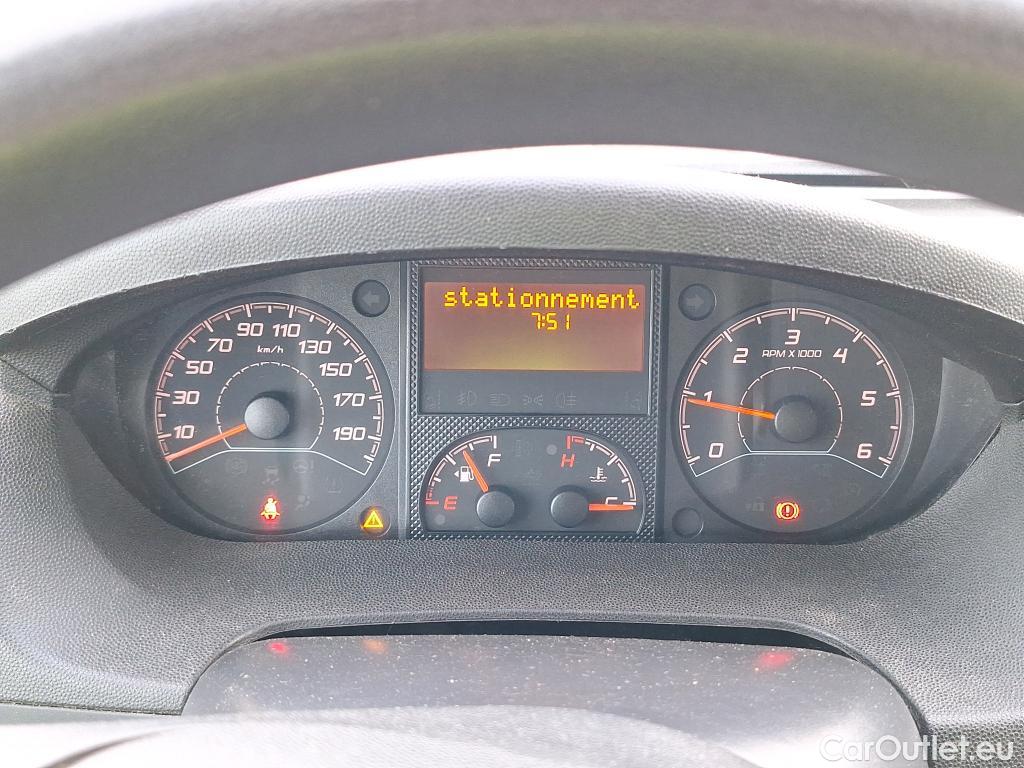 stationnement
7:51
10 30 50 70 90 110 130 150 170 190
km/h
E F
H C
0 1 2 3 4 5 6
RPM X 1000
CarOutlet.eu